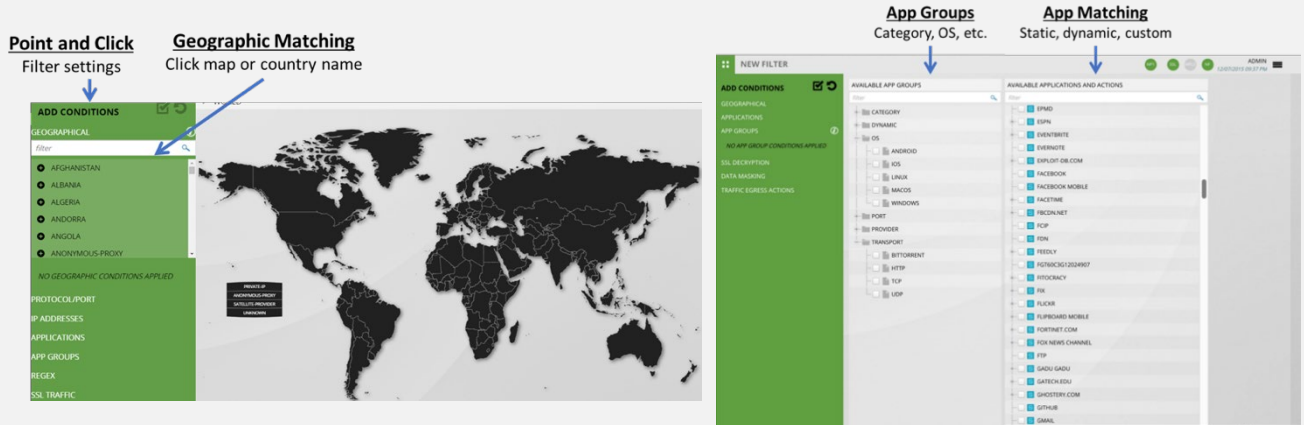 Point and Click
Filter settings
Geographic Matching
Click map or country name
ADD CONDITIONS
GEOGRAPHICAL
filter
AFGHANISTAN
ALBANIA
ALGERIA
ANDORRA
ANGOLA
ANONYMOUS-PROXY
NO GEOGRAPHIC CONDITIONS APPLIED
PROTOCOL/PORT
IP ADDRESSES
APPLICATIONS
APP GROUPS
REGEX
SSL TRAFFIC
PRIVATE-IP
ANONYMOUS-PROXY
SATELLITE-PROVIDER
UNKNOWN
App Groups
Category, OS, etc.
App Matching
Static, dynamic, custom
NEW FILTER
ADMIN
12/07/2019 09:37 PM
ADD CONDITIONS
GEOGRAPHICAL
APPLICATIONS
APP GROUPS
NO APP GROUP CONDITIONS APPLIED
SSL DECRYPTION
DATA MASKING
TRAFFIC EGRESS ACTIONS
AVAILABLE APP GROUPS
filter
CATEGORY
DYNAMIC
OS
ANDROID
IOS
LINUX
MACOS
WINDOWS
PORT
PROVIDER
TRANSPORT
BITTORRENT
HTTP
TCP
UDP
AVAILABLE APPLICATIONS AND ACTIONS
filter
EPMD
ESPN
EVENTBRITE
EVERNOTE
EXPLOIT-DB.COM
FACEBOOK
FACEBOOK MOBILE
FACETIME
FBCDN.NET
FCIP
FDN
FEEDLY
FGT60C3G12024907
FITOCRACY
FIX
FLICKR
FLIPBOARD MOBILE
FORTINET.COM
FOX NEWS CHANNEL
FTP
GADU GADU
GATECH.EDU
GHOSTERY.COM
GITHUB
GMAIL